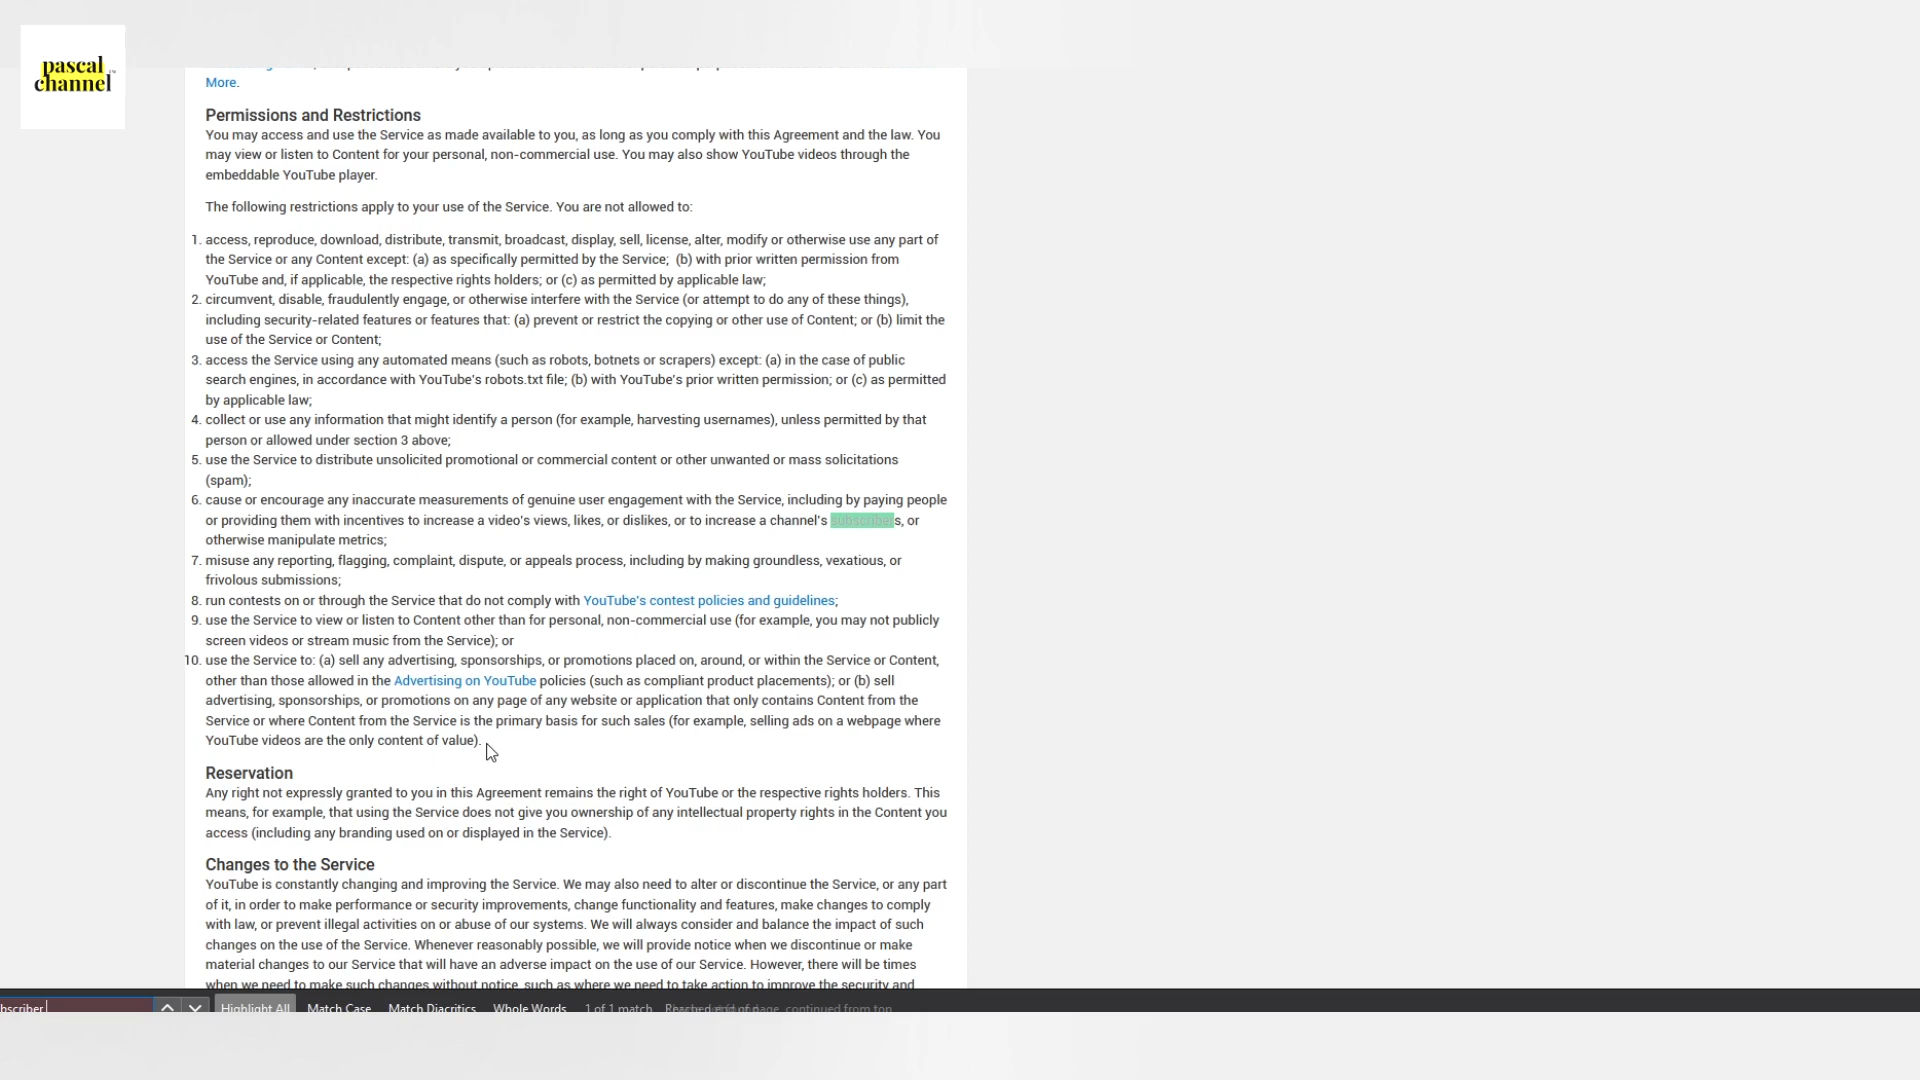 pascal
channel
More.
Permissions and Restrictions
You may access and use the Service as made available to you, as long as you comply with this Agreement and the law. You
may view or listen to Content for your personal, non-commercial use. You may also show YouTube videos through the
embeddable YouTube player.
The following restrictions apply to your use of the Service. You are not allowed to:
1. access, reproduce, download, distribute, transmit, broadcast, display, sell, license, alter, modify or otherwise use any part of
the Service or any Content except: (a) as specifically permitted by the Service;  (b) with prior written permission from
YouTube and, if applicable, the respective rights holders; or (c) as permitted by applicable law;
2. circumvent, disable, fraudulently engage, or otherwise interfere with the Service (or attempt to do any of these things),
including security-related features or features that: (a) prevent or restrict the copying or other use of Content; or (b) limit the
use of the Service or Content;
3. access the Service using any automated means (such as robots, botnets or scrapers) except: (a) in the case of public
search engines, in accordance with YouTube's robots.txt file; (b) with YouTube's prior written permission; or (c) as permitted
by applicable law;
4. collect or use any information that might identify a person (for example, harvesting usernames), unless permitted by that
person or allowed under section 3 above;
5. use the Service to distribute unsolicited promotional or commercial content or other unwanted or mass solicitations
(spam);
6. cause or encourage any inaccurate measurements of genuine user engagement with the Service, including by paying people
or providing them with incentives to increase a video's views, likes, or dislikes, or to increase a channel's subscribers, or
otherwise manipulate metrics;
7. misuse any reporting, flagging, complaint, dispute, or appeals process, including by making groundless, vexatious, or
frivolous submissions;
8. run contests on or through the Service that do not comply with YouTube's contest policies and guidelines;
9. use the Service to view or listen to Content other than for personal, non-commercial use (for example, you may not publicly
screen videos or stream music from the Service); or
10. use the Service to: (a) sell any advertising, sponsorships, or promotions placed on, around, or within the Service or Content,
other than those allowed in the Advertising on YouTube policies (such as compliant product placements); or (b) sell
advertising, sponsorships, or promotions on any page of any website or application that only contains Content from the
Service or where Content from the Service is the primary basis for such sales (for example, selling ads on a webpage where
YouTube videos are the only content of value).
Reservation
Any right not expressly granted to you in this Agreement remains the right of YouTube or the respective rights holders. This
means, for example, that using the Service does not give you ownership of any intellectual property rights in the Content you
access (including any branding used on or displayed in the Service).
Changes to the Service
YouTube is constantly changing and improving the Service. We may also need to alter or discontinue the Service, or any part
of it, in order to make performance or security improvements, change functionality and features, make changes to comply
with law, or prevent illegal activities on or abuse of our systems. We will always consider and balance the impact of such
changes on the use of the Service. Whenever reasonably possible, we will provide notice when we discontinue or make
material changes to our Service that will have an adverse impact on the use of our Service. However, there will be times
when we need to make such changes without notice, such as where we need to take action to improve the security and
bscriber Highlight All Match Case Match Diacritics Whole Words 1 of 1 match page, continued from top